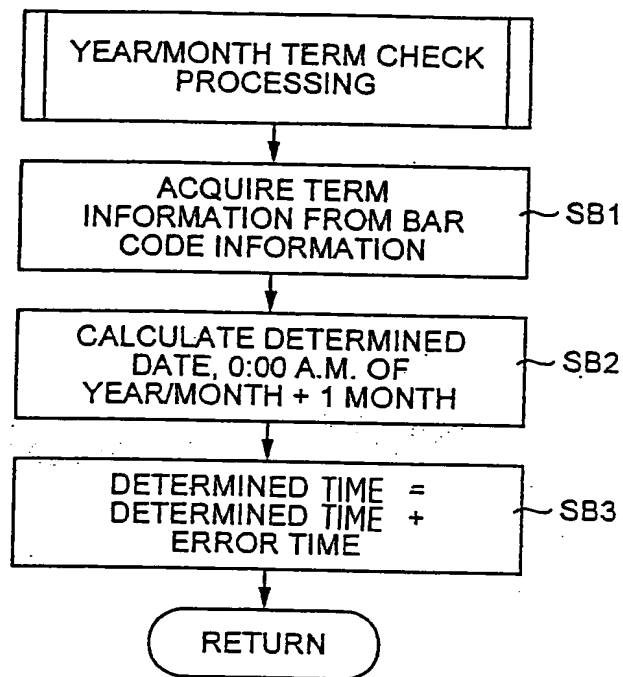 YEAR/MONTH TERM CHECK
PROCESSING
ACQUIRE TERM
INFORMATION FROM BAR
CODE INFORMATION
SB1
CALCULATE DETERMINED
DATE, 0:00 A.M. OF
YEAR/MONTH + 1 MONTH
SB2
DETERMINED TIME =
DETERMINED TIME +
ERROR TIME
SB3
RETURN